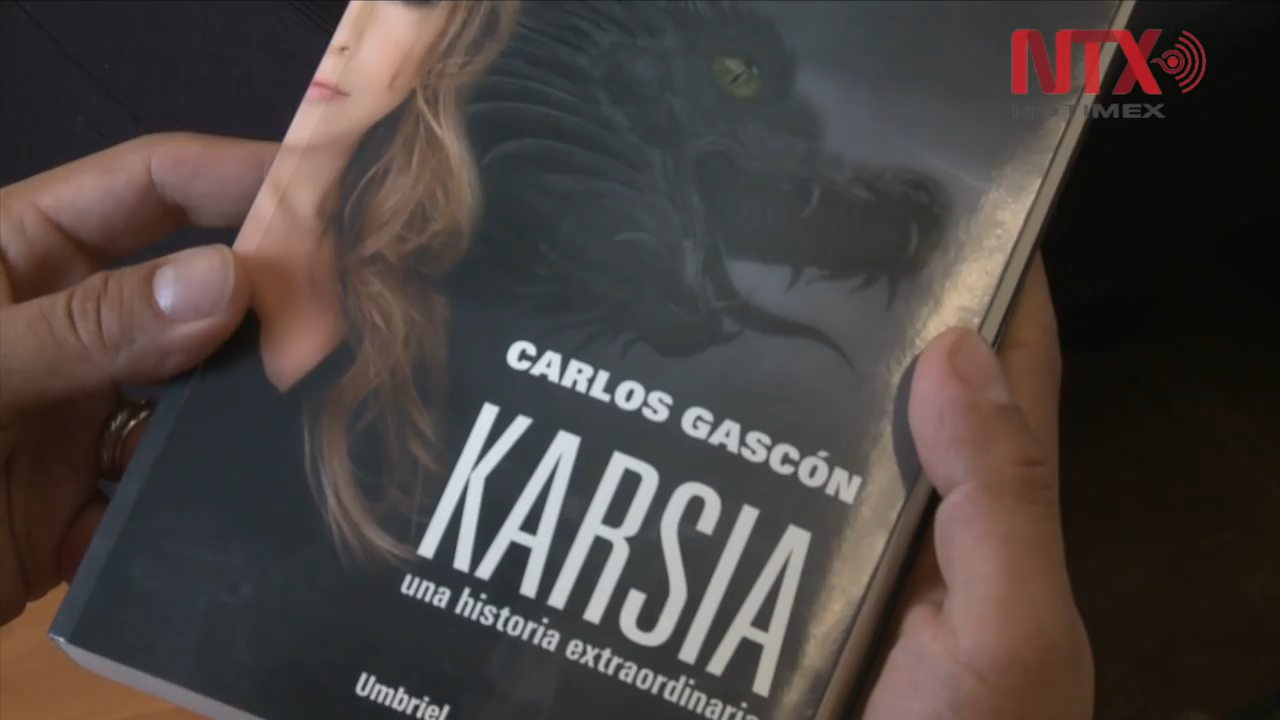 NTX
NOTIMEX
CARLOS GASCÓN
KARSIA
una historia extraordinaria
Umbriel